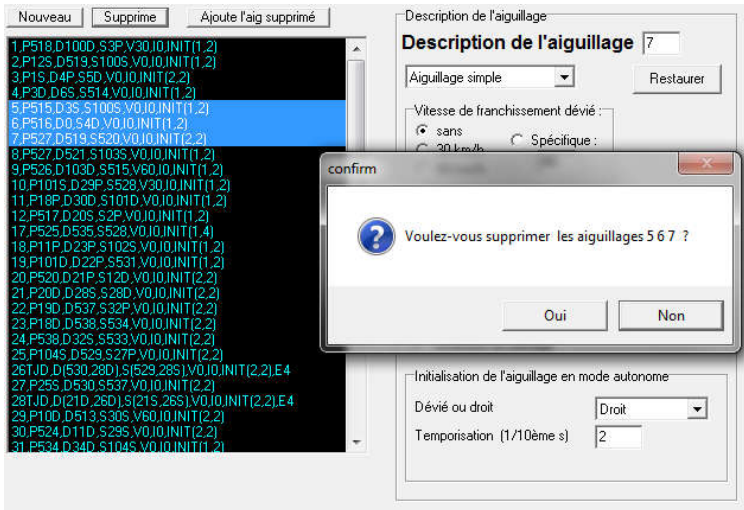 Nouveau
Supprime
Ajoute l'aig supprimé
1,P518,D100D,S3P,V30,I0,INIT(1,2)
2,P12S,D519,S100S,V0,I0,INIT(1,2)
3,P1S,D4P,S5D,V0,I0,INIT(2,2)
4,P3D,D6S,S514,V0,I0,INIT(1,2)
5,P515,D3S,S100S,V0,I0,INIT(1,2)
6,P516,D0,S4D,V0,I0,INIT(1,2)
7,P527,D519,S520,V0,I0,INIT(2,2)
8,P527,D521,S103S,V0,I0,INIT(1,2)
9,P526,D103D,S515,V60,I0,INIT(1,2)
10,P101S,D29P,S528,V30,I0,INIT(1,2)
11,P18P,D30D,S101D,V0,I0,INIT(1,2)
12,P517,D20S,S2P,V0,I0,INIT(1,2)
17,P525,D535,S528,V0,I0,INIT(1,4)
18,P11P,D23P,S102S,V0,I0,INIT(1,2)
19,P101D,D22P,S531,V0,I0,INIT(1,2)
20,P520,D21P,S12D,V0,I0,INIT(2,2)
21,P20D,D28S,S28D,V0,I0,INIT(2,2)
22,P19D,D537,S32P,V0,I0,INIT(2,2)
23,P18D,D538,S534,V0,I0,INIT(2,2)
24,P538,D32S,S533,V0,I0,INIT(2,2)
25,P104S,D529,S27P,V0,I0,INIT(2,2)
26TJD,D(530,28D),S(529,28S),V0,I0,INIT(2,2),E4
27,P25S,D530,S537,V0,I0,INIT(2,2)
28TJD,D(21D,26D),S(21S,26S),V0,I0,INIT(2,2),E4
29,P10D,D513,S30S,V60,I0,INIT(2,2)
30,P524,D11D,S29S,V0,I0,INIT(2,2)
31,P534,D34D,S104S,V0,I0,INIT(1,2)
Description de l'aiguillage
Description de l'aiguillage 7
Aiguillage simple
Restaurer
Vitesse de franchissement dévié :
sans
30 km/h
Spécifique :
confirm
Voulez-vous supprimer les aiguillages 5 6 7 ?
Oui
Non
Initialisation de l'aiguillage en mode autonome
Dévié ou droit
Droit
Temporisation (1/10ème s)
2